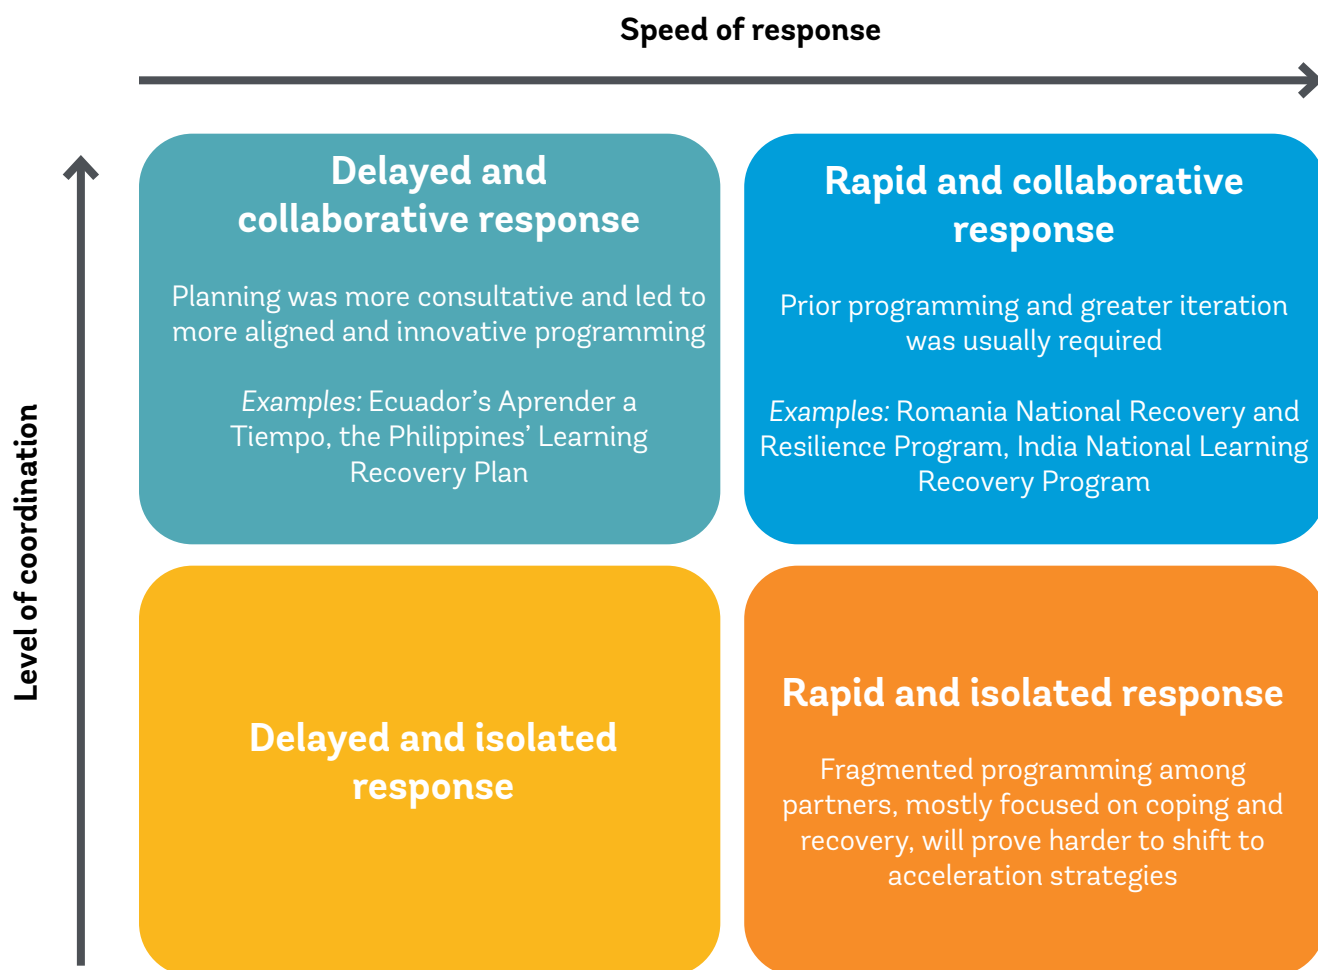 Speed of response
Level of coordination
Delayed and
collaborative response
Planning was more consultative and led to
more aligned and innovative programming
Examples: Ecuador’s Aprender a
Tiempo, the Philippines’ Learning
Recovery Plan
Rapid and collaborative
response
Prior programming and greater iteration
was usually required
Examples: Romania National Recovery and
Resilience Program, India National Learning
Recovery Program
Delayed and isolated
response
Rapid and isolated response
Fragmented programming among
partners, mostly focused on coping and
recovery, will prove harder to shift to
acceleration strategies